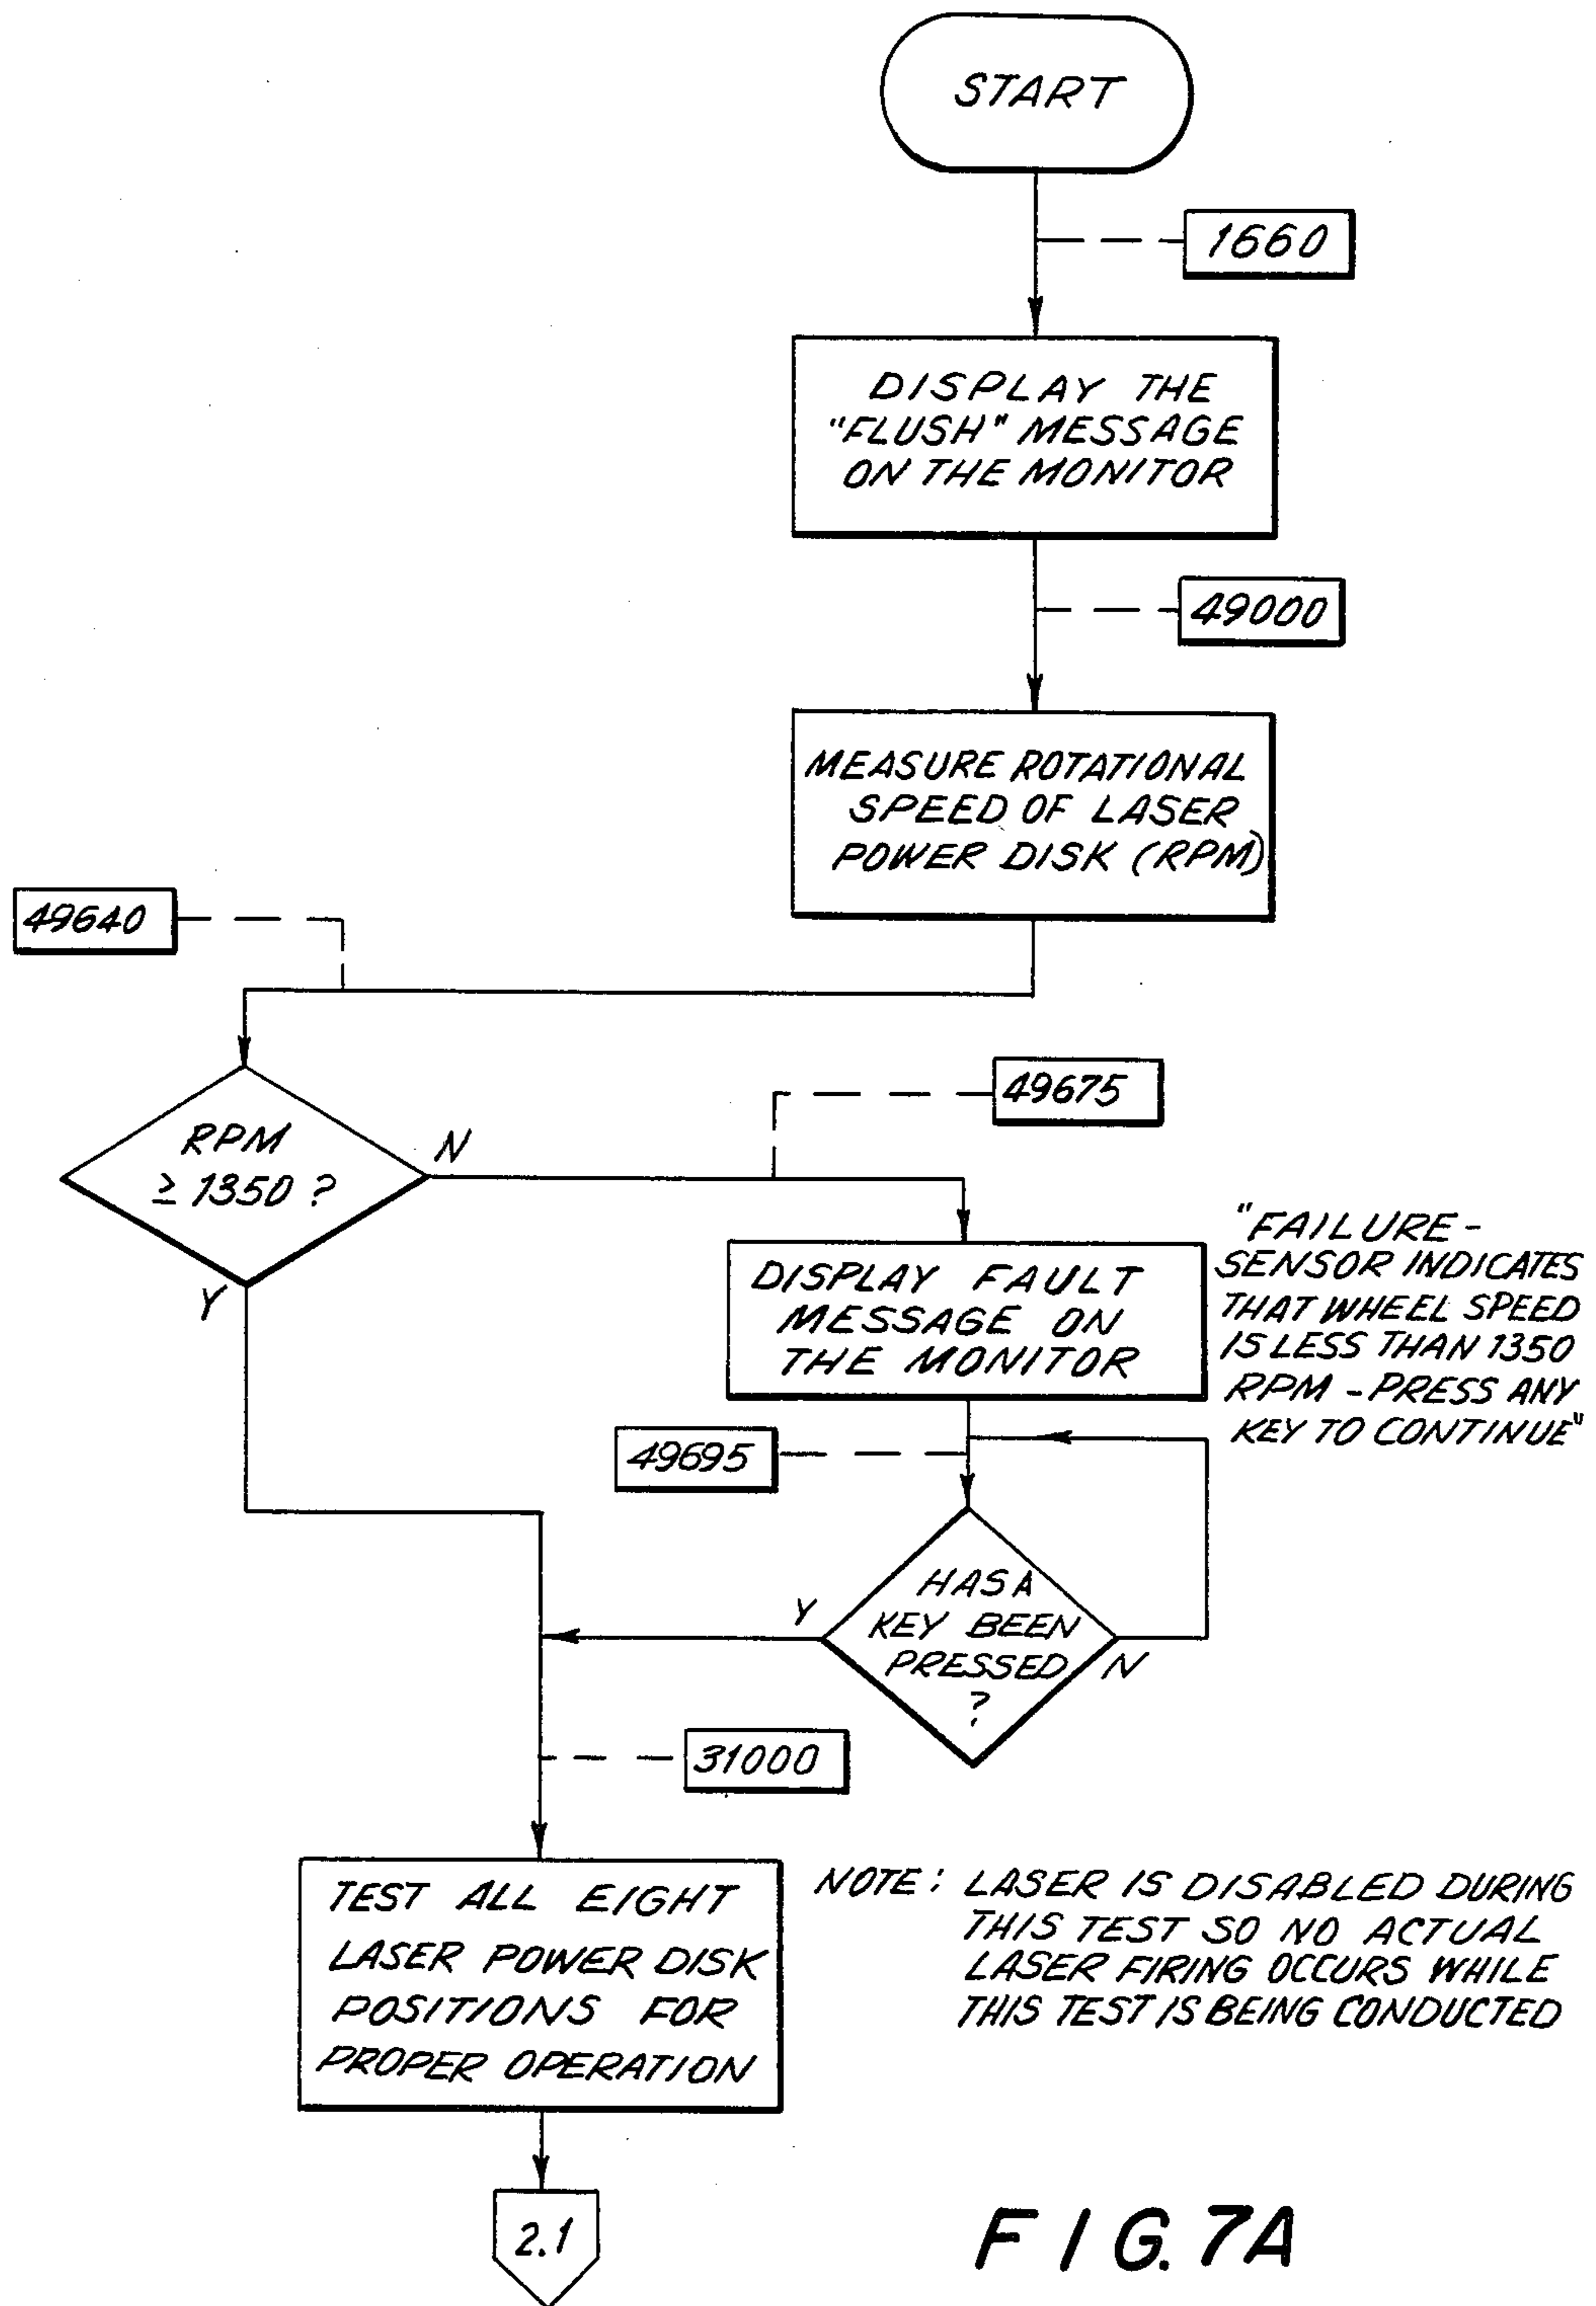 START
1660
DISPLAY THE
"FLUSH" MESSAGE
ON THE MONITOR
49000
MEASURE ROTATIONAL
SPEED OF LASER
POWER DISK (RPM)
49640
RPM
≥ 1350 ?
N
Y
49675
DISPLAY FAULT
MESSAGE ON
THE MONITOR
"FAILURE-
SENSOR INDICATES
THAT WHEEL SPEED
IS LESS THAN 1350
RPM - PRESS ANY
KEY TO CONTINUE"
49695
HAS A
KEY BEEN
PRESSED
?
Y
N
31000
TEST ALL EIGHT
LASER POWER DISK
POSITIONS FOR
PROPER OPERATION
NOTE: LASER IS DISABLED DURING
THIS TEST SO NO ACTUAL
LASER FIRING OCCURS WHILE
THIS TEST IS BEING CONDUCTED
2.1
FIG. 7A